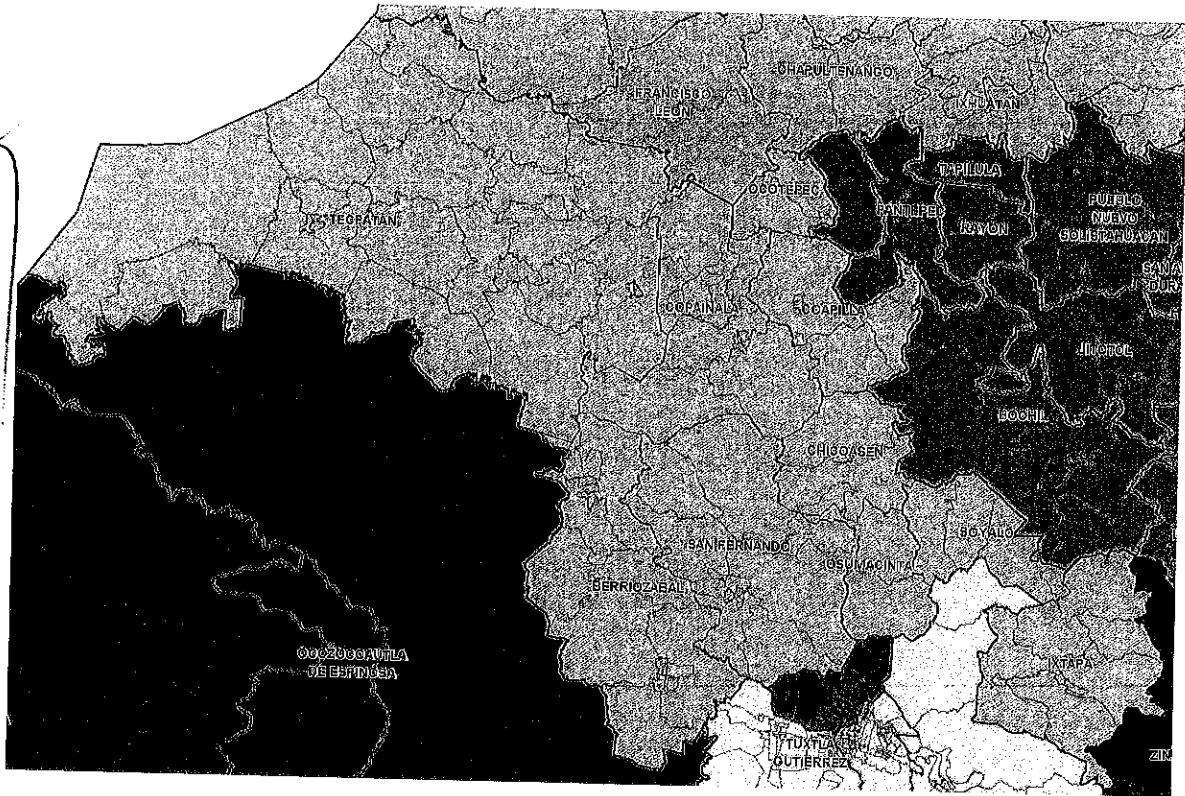 CHAPULTENANGO
FRANCISCO
LEON
IXHUATAN
TAPILULA
OCOTEPEC
PANTEPEC
RAYON
PUEBLO
NUEVO
SOLISTAHUACAN
TECPATAN
COPAINALA
COAPILLA
JITOTOL
BOCHIL
CHICOASEN
SOYALO
SAN FERNANDO
OSUMACINTA
BERRIOZABAL
OCOZOCOAUTLA
DE ESPINOSA
IXTAPA
TUXTLA
GUTIERREZ
ZIN